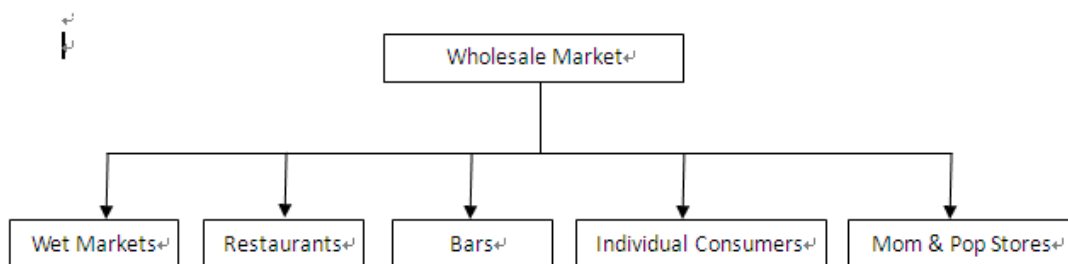 Wholesale Market
Wet Markets
Restaurants
Bars
Individual Consumers
Mom & Pop Stores